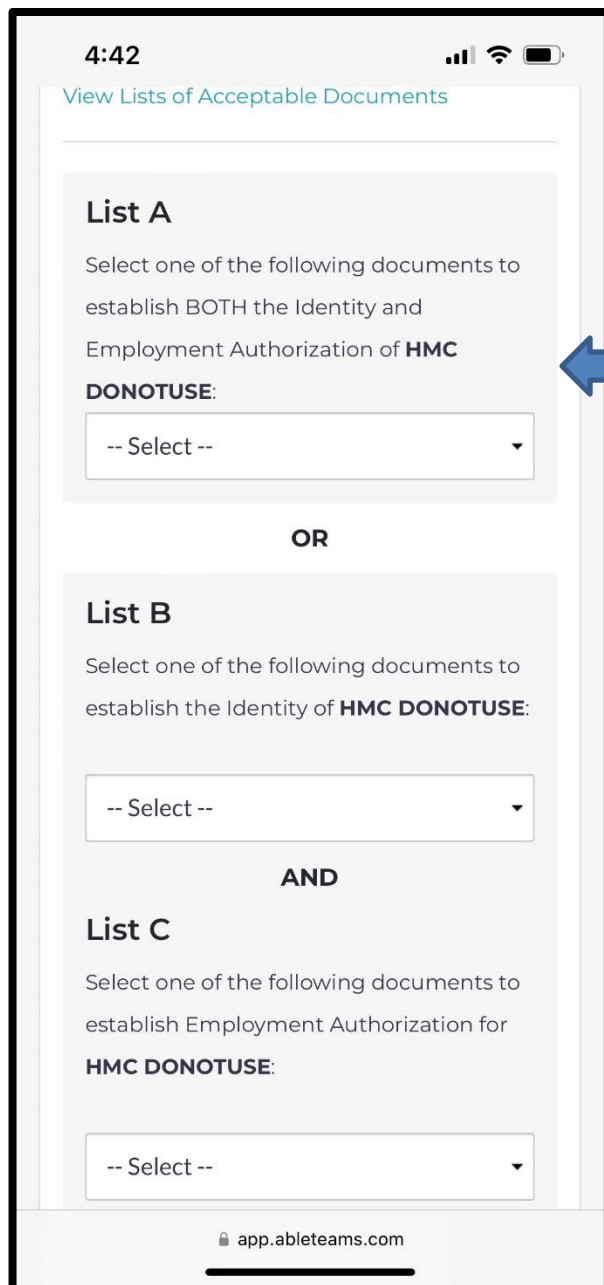 4:42
View Lists of Acceptable Documents
List A
Select one of the following documents to
establish BOTH the Identity and
Employment Authorization of HMC
DONOTUSE:
-- Select --
OR
List B
Select one of the following documents to
establish the Identity of HMC DONOTUSE:
-- Select --
AND
List C
Select one of the following documents to
establish Employment Authorization for
HMC DONOTUSE:
-- Select --
app.ableteams.com